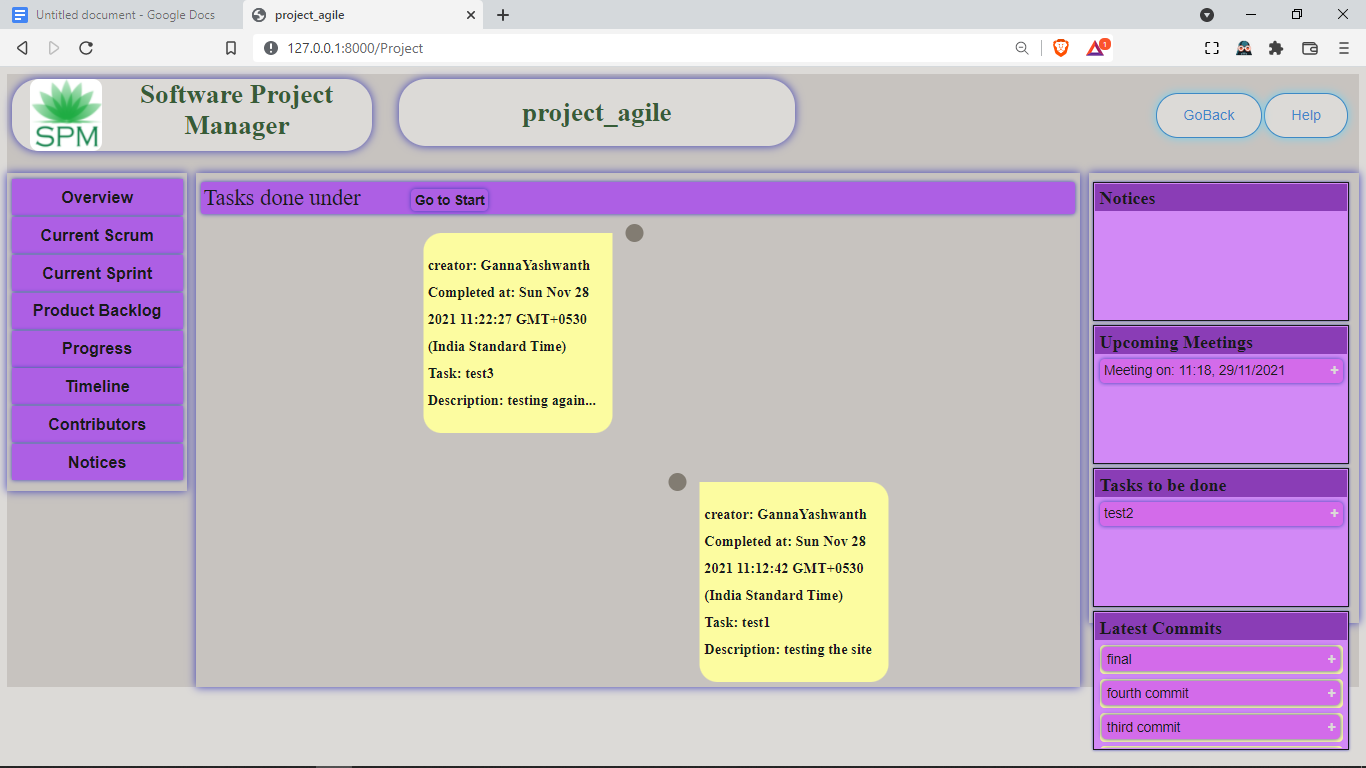 Untitled document - Google Docs
project_agile
127.0.0.1:8000/Project
1
SPM
Software Project
Manager
project_agile
GoBack
Help
Overview
Current Scrum
Current Sprint
Product Backlog
Progress
Timeline
Contributors
Notices
Tasks done under
Go to Start
creator: GannaYashwanth
Completed at: Sun Nov 28
2021 11:22:27 GMT+0530
(India Standard Time)
Task: test3
Description: testing again...
creator: GannaYashwanth
Completed at: Sun Nov 28
2021 11:12:42 GMT+0530
(India Standard Time)
Task: test1
Description: testing the site
Notices
Upcoming Meetings
Meeting on: 11:18, 29/11/2021 +
Tasks to be done
test2 +
Latest Commits
final +
fourth commit +
third commit +